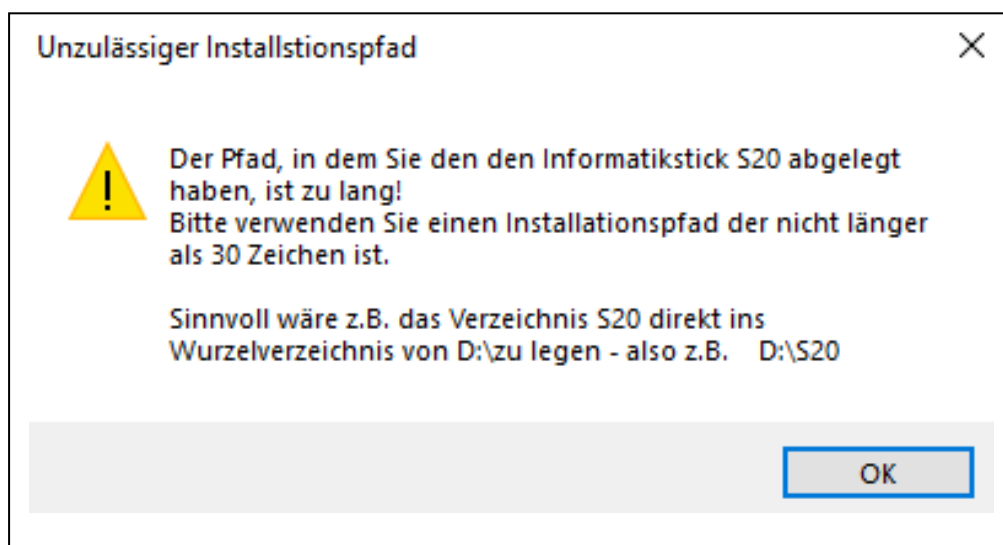 Unzulässiger Installstionspfad
Der Pfad, in dem Sie den den Informatikstick S20 abgelegt
haben, ist zu lang!
Bitte verwenden Sie einen Installationspfad der nicht länger
als 30 Zeichen ist.
Sinnvoll wäre z.B. das Verzeichnis S20 direkt ins
Wurzelverzeichnis von D:\zu legen - also z.B.    D:\S20
OK